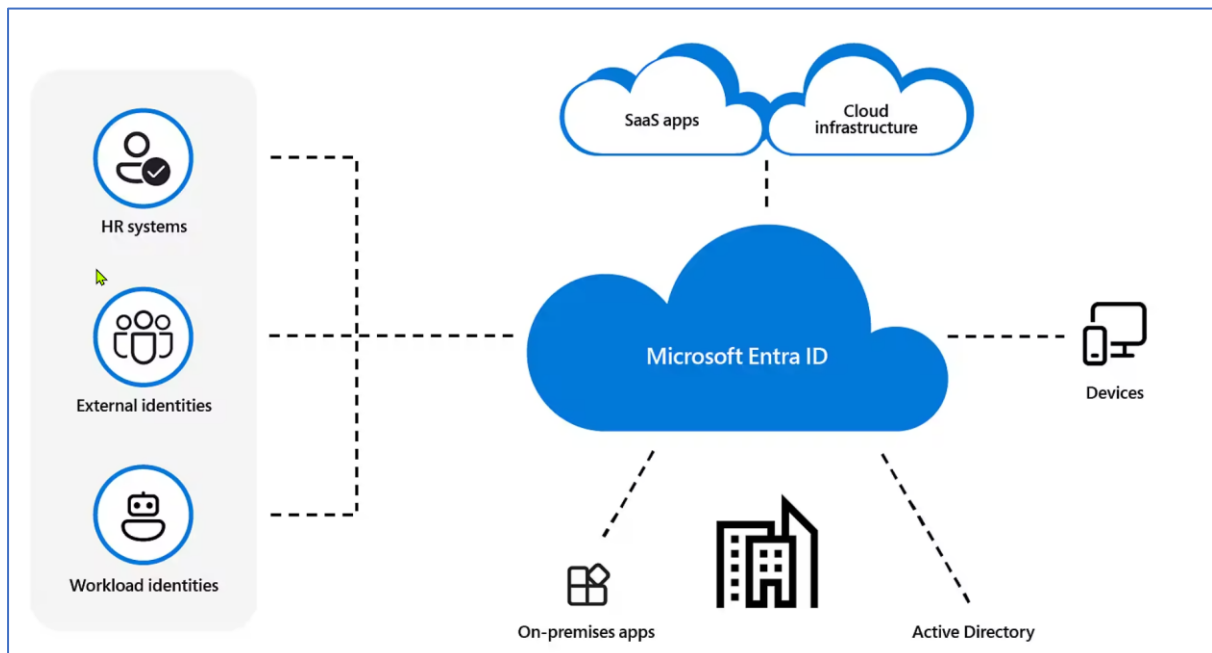 SaaS apps
Cloud
infrastructure
HR systems
External identities
Workload identities
Microsoft Entra ID
Devices
On-premises apps
Active Directory